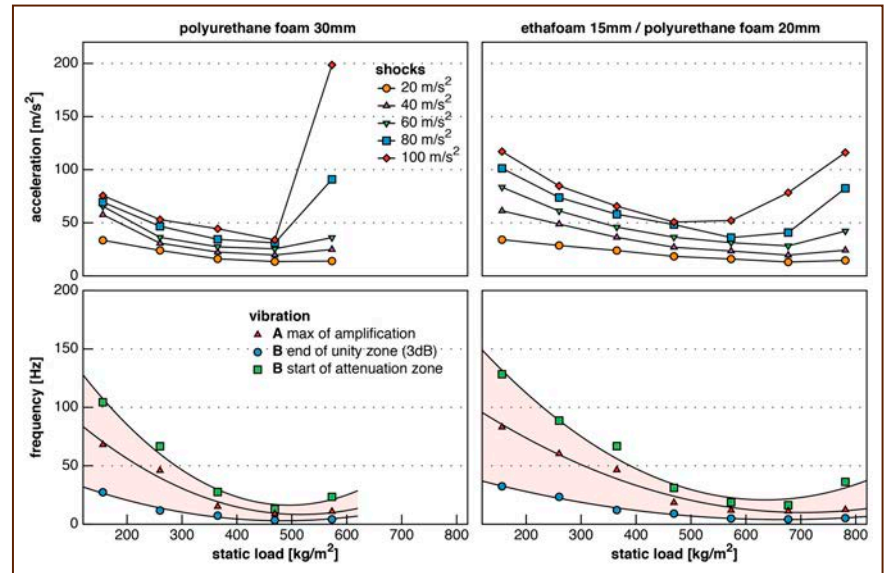 polyurethane foam 30mm
ethafoam 15mm / polyurethane foam 20mm
acceleration [m/s²]
200
150
100
50
0
shocks
20 m/s²
40 m/s²
60 m/s²
80 m/s²
100 m/s²
frequency [Hz]
200
150
100
50
0
vibration
A max of amplification
B end of unity zone (3dB)
B start of attenuation zone
200 300 400 500 600 700 800
200 300 400 500 600 700 800
static load [kg/m²]
static load [kg/m²]